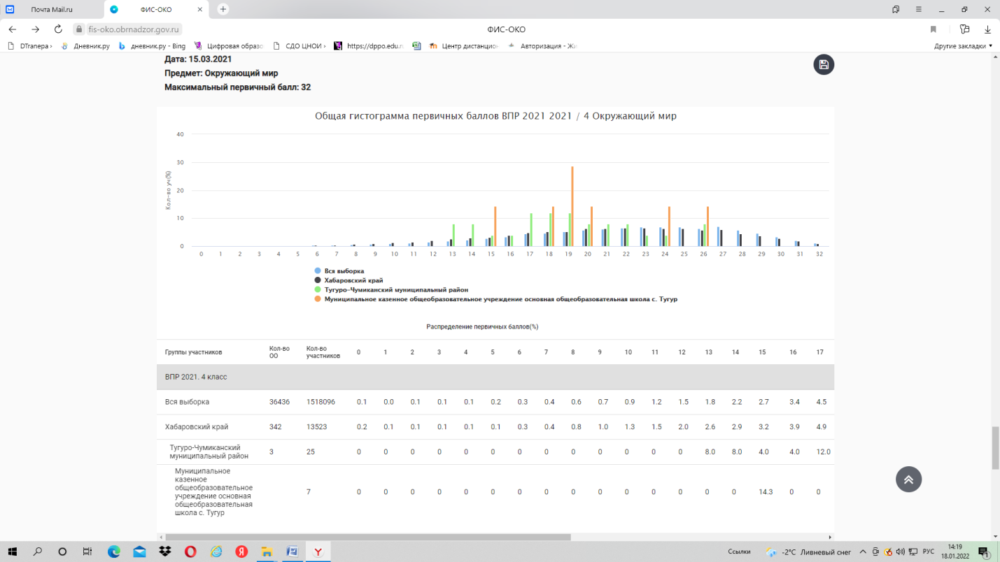 Почта Mail.ru
ФИС-ОКО
fis-oko.obrnadzor.gov.ru
ФИС-ОКО
DTranepa ›
Дневник.ру
дневник.ру - Bing
Цифровая образо
СДО ЦНОИ ›
https://dppo.edu.ru
Центр дистанцион
Авторизация - Жи
Другие закладки
Дата: 15.03.2021
Предмет: Окружающий мир
Максимальный первичный балл: 32
Общая гистограмма первичных баллов ВПР 2021 2021 / 4 Окружающий мир
Кол-во уч(%)
40
30
20
10
0
0 1 2 3 4 5 6 7 8 9 10 11 12 13 14 15 16 17 18 19 20 21 22 23 24 25 26 27 28 29 30 31 32
Вся выборка
Хабаровский край
Тугуро-Чумиканский муниципальный район
Муниципальное казенное общеобразовательное учреждение основная общеобразовательная школа с. Тугур
Распределение первичных баллов(%)
Группы участников Кол-во ОО Кол-во участников 0 1 2 3 4 5 6 7 8 9 10 11 12 13 14 15 16 17
ВПР 2021. 4 класс
Вся выборка 36436 1518096 0.1 0.0 0.1 0.1 0.1 0.2 0.3 0.4 0.6 0.7 0.9 1.2 1.5 1.8 2.2 2.7 3.4 4.5
Хабаровский край 342 13523 0.2 0.1 0.1 0.1 0.1 0.1 0.3 0.4 0.8 1.0 1.3 1.5 2.0 2.6 2.9 3.2 3.9 4.9
Тугуро-Чумиканский
муниципальный район 3 25 0 0 0 0 0 0 0 0 0 0 0 0 0 8.0 8.0 4.0 4.0 12.0
Муниципальное
казенное
общеобразовательное
учреждение основная 7 0 0 0 0 0 0 0 0 0 0 0 0 0 0 0 14.3 0 0
общеобразовательная
школа с. Тугур
Ссылки
-2°C Ливневый снег
РУС
14:19
18.01.2022
1